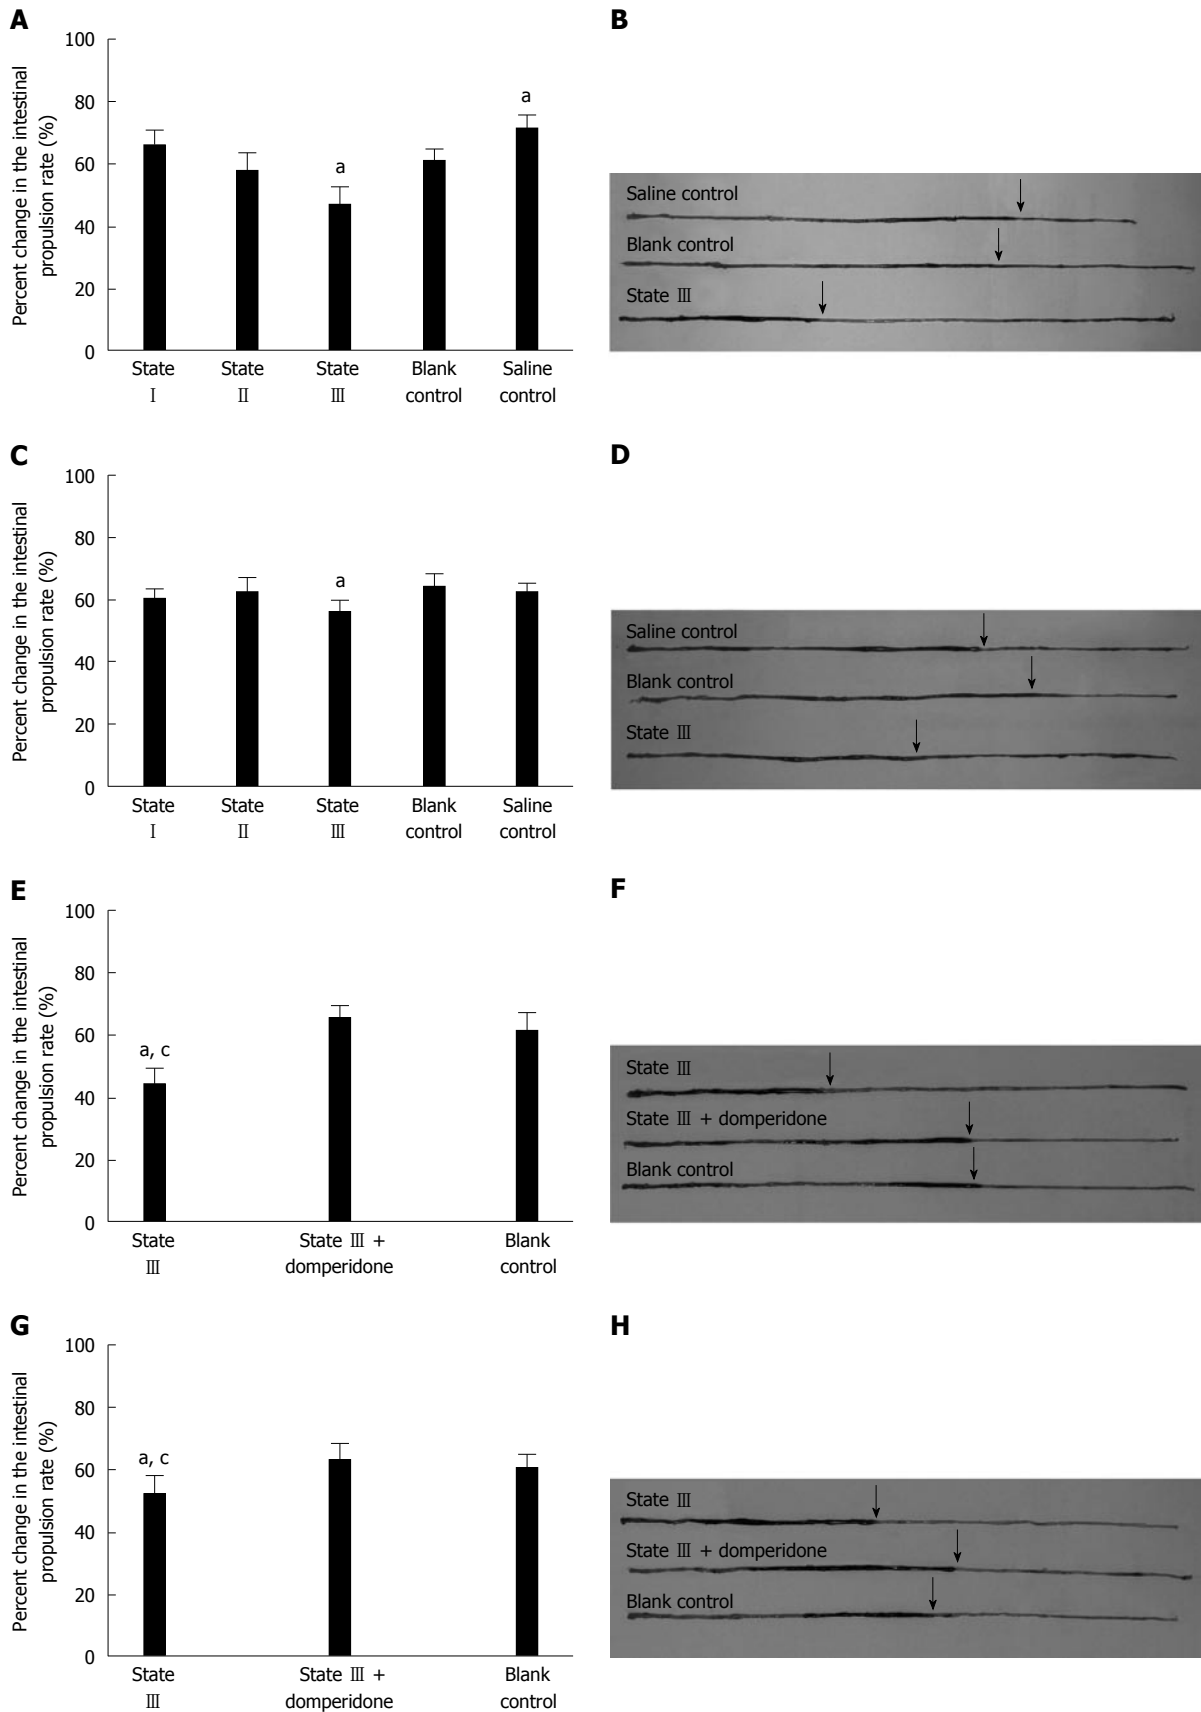 A
Percent change in the intestinal
propulsion rate (%)
100
80
60
40
20
0
a
a
State
Ⅰ
State
Ⅱ
State
Ⅲ
Blank
control
Saline
control
B
Saline control
Blank control
State Ⅲ
C
Percent change in the intestinal
propulsion rate (%)
100
80
60
40
20
0
a
State
Ⅰ
State
Ⅱ
State
Ⅲ
Blank
control
Saline
control
D
Saline control
Blank control
State Ⅲ
E
Percent change in the intestinal
propulsion rate (%)
100
80
60
40
20
0
a, c
State
Ⅲ
State Ⅲ +
domperidone
Blank
control
F
State Ⅲ
State Ⅲ + domperidone
Blank control
G
Percent change in the intestinal
propulsion rate (%)
100
80
60
40
20
0
a, c
State
Ⅲ
State Ⅲ +
domperidone
Blank
control
H
State Ⅲ
State Ⅲ + domperidone
Blank control